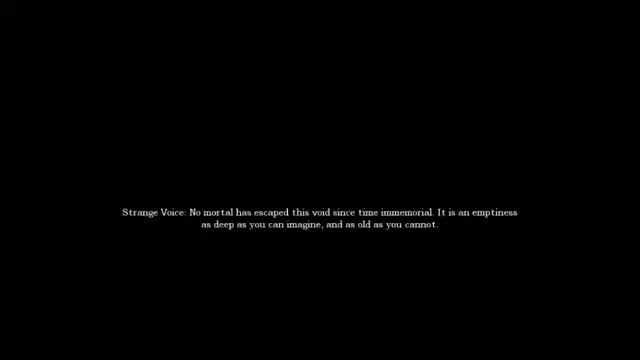 Strange Voice: No mortal has escaped this void since time immemorial. It is an emptiness
as deep as you can imagine, and as old as you cannot.